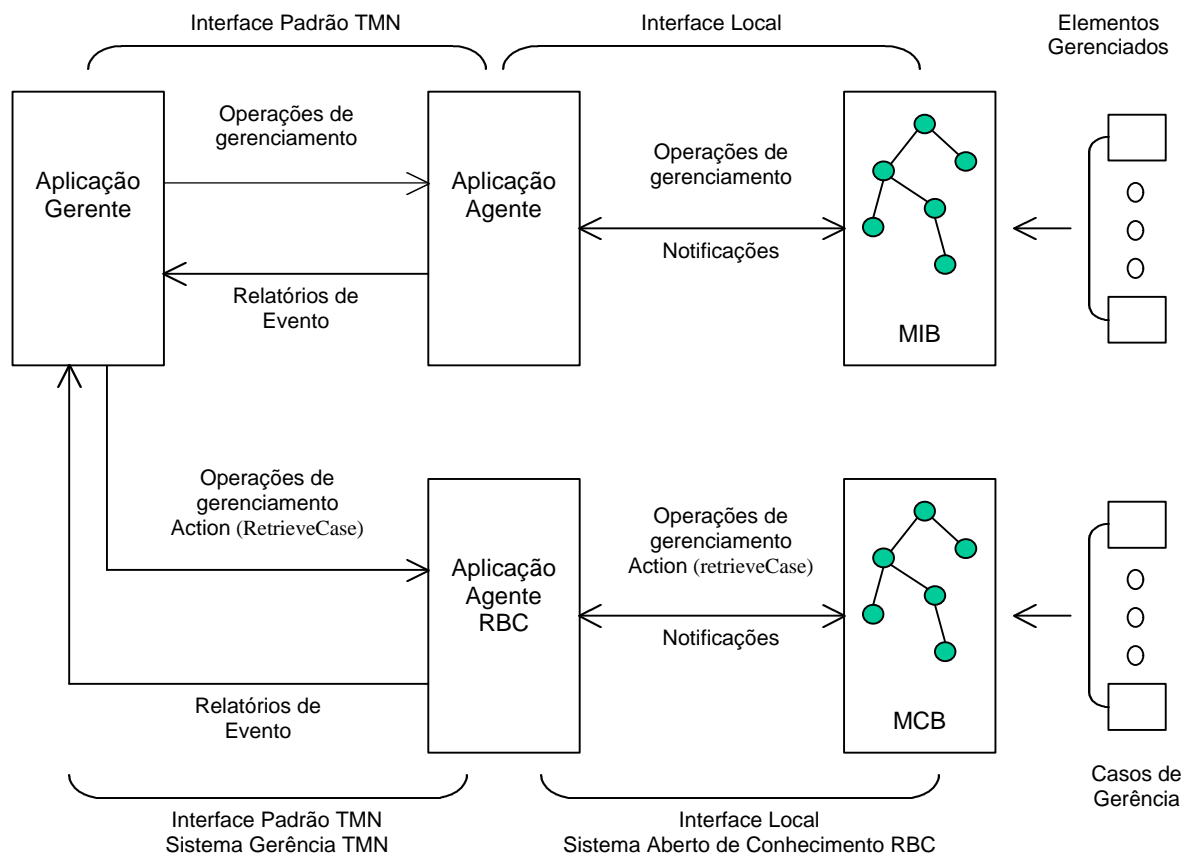 Interface Padrão TMN
Interface Local
Elementos
Gerenciados
Operações de
gerenciamento
Aplicação
Gerente
Aplicação
Agente
Operações de
gerenciamento
Notificações
Relatórios de
Evento
MIB
Operações de
gerenciamento
Action (RetrieveCase)
Aplicação
Agente
RBC
Operações de
gerenciamento
Action (retrieveCase)
Notificações
Relatórios de
Evento
MCB
Casos de
Gerência
Interface Padrão TMN
Sistema Gerência TMN
Interface Local
Sistema Aberto de Conhecimento RBC